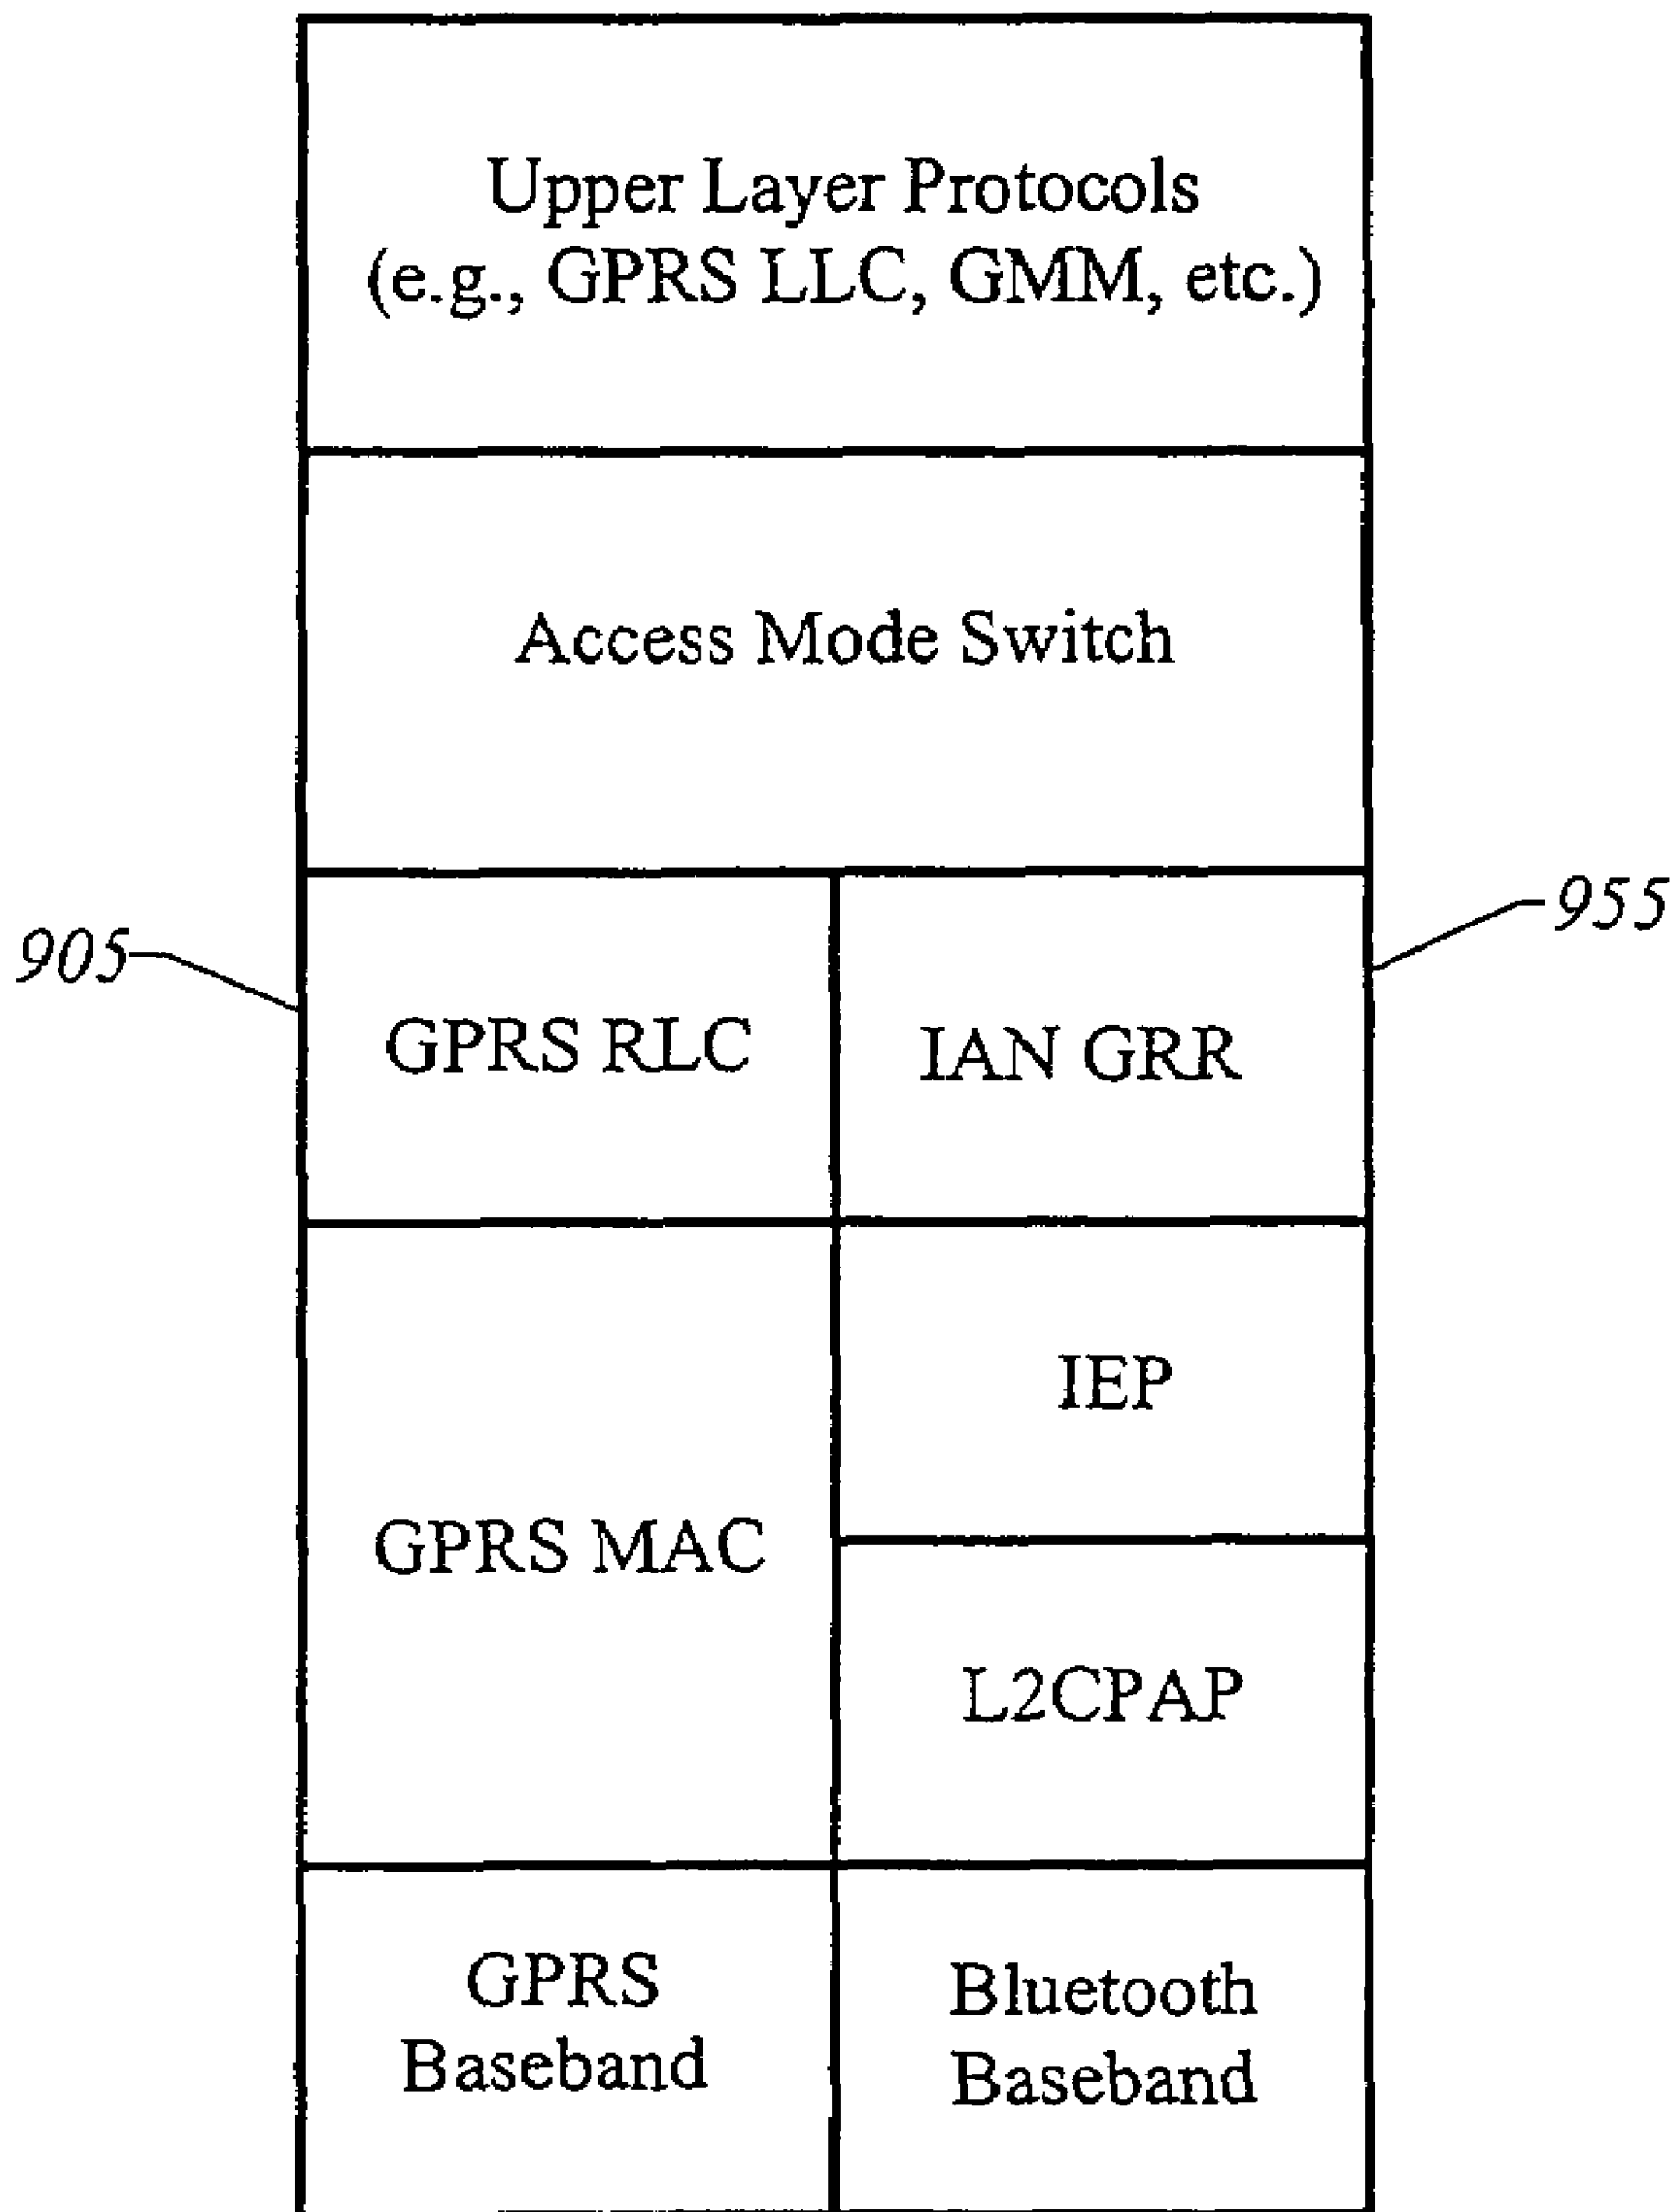 Upper Layer Protocols
(e.g., GPRS LLC, GMM, etc.)
Access Mode Switch
905
955
GPRS RLC
IAN GRR
IEP
GPRS MAC
L2CPAP
GPRS
Baseband
Bluetooth
Baseband